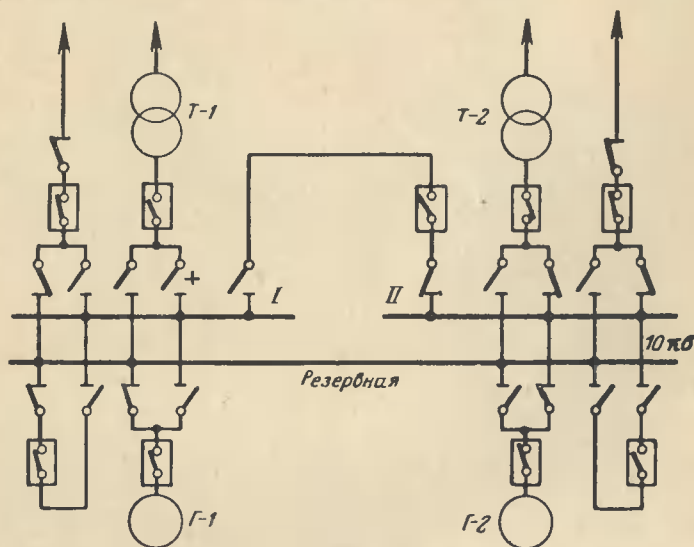 Т-1
Т-2
+
I
II
10 кв
Резервная
Г-1
Г-2